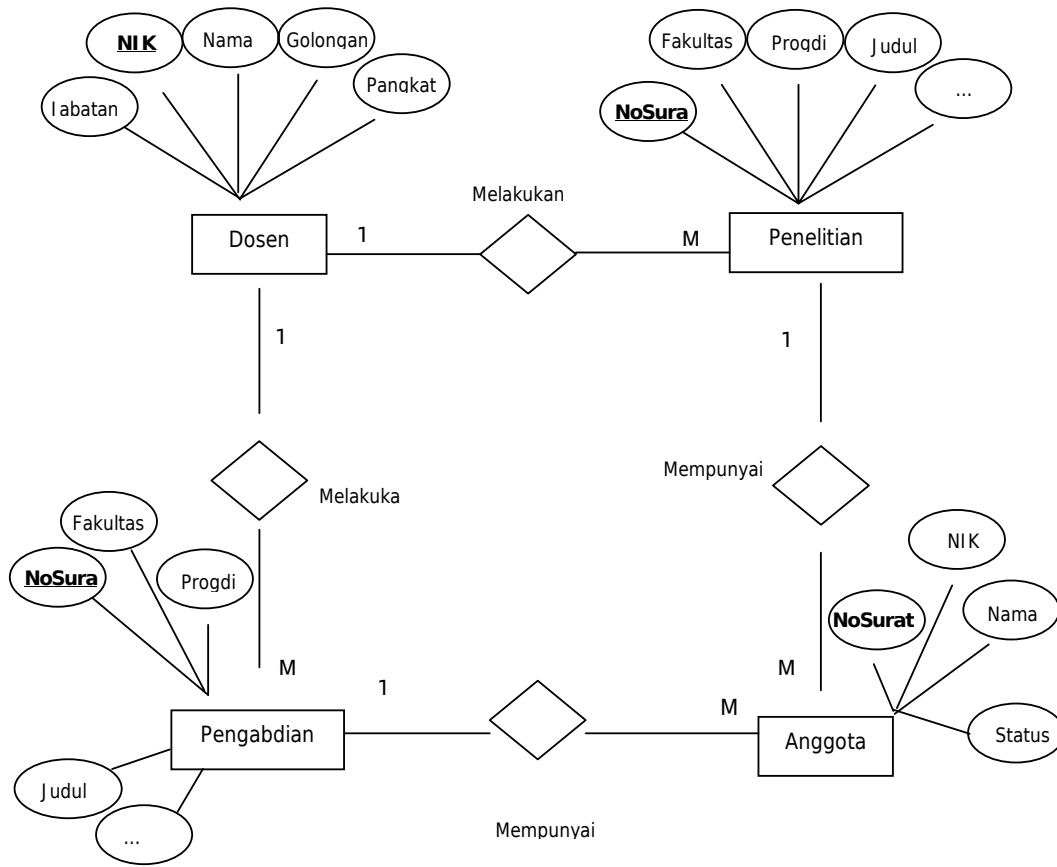 NIK
Nama
Golongan
Jabatan
Pangkat
Fakultas
Progdi
Judul
NoSura
...
Melakukan
Dosen
1
M
Penelitian
1
1
Melakuka
Mempunyai
Fakultas
NoSura
Progdi
NIK
NoSurat
Nama
M
M
Pengabdian
1
M
Anggota
Status
Judul
...
Mempunyai